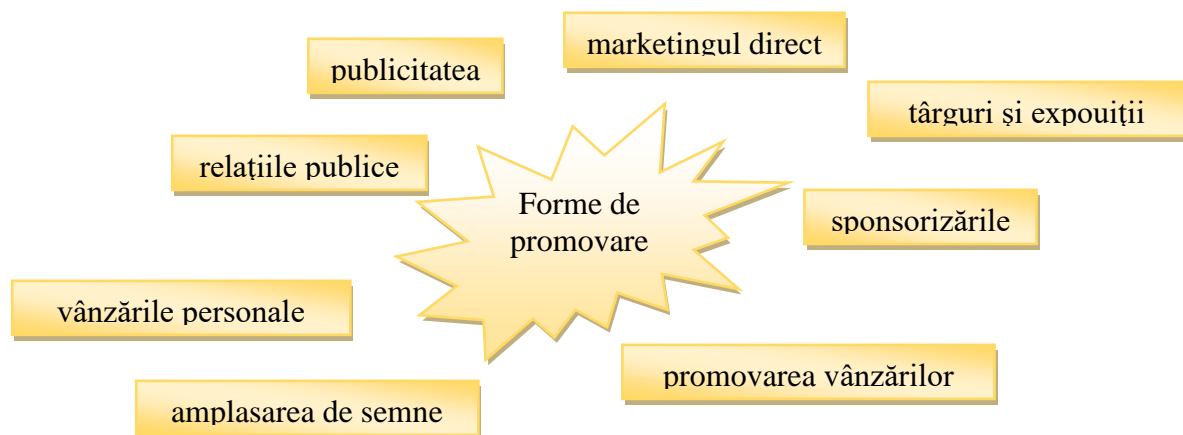 marketingul direct
publicitatea
târguri și expouiții
relațiile publice
Forme de
promovare
sponsorizările
vânzările personale
promovarea vânzărilor
amplasarea de semne